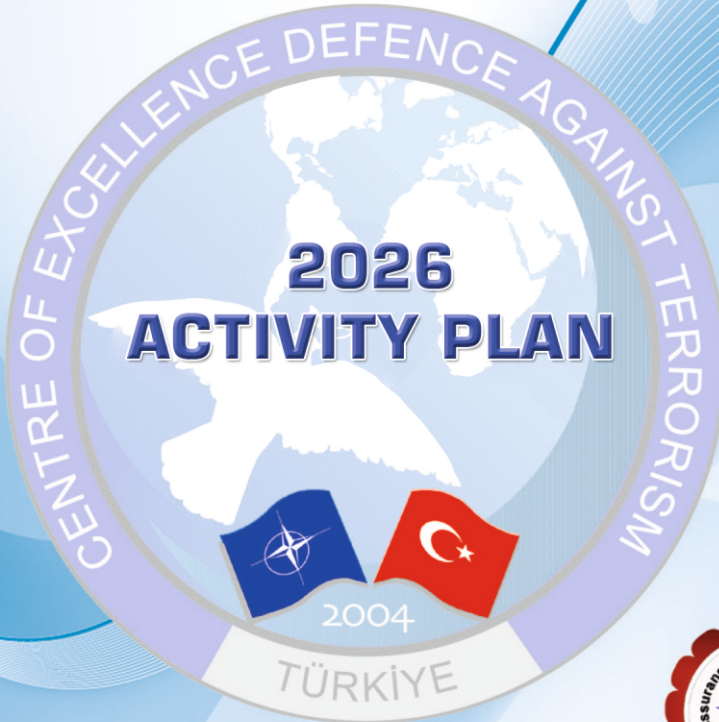 CENTRE OF EXCELLENCE DEFENCE AGAINST TERRORISM
2026
ACTIVITY PLAN
2004
TÜRKİYE